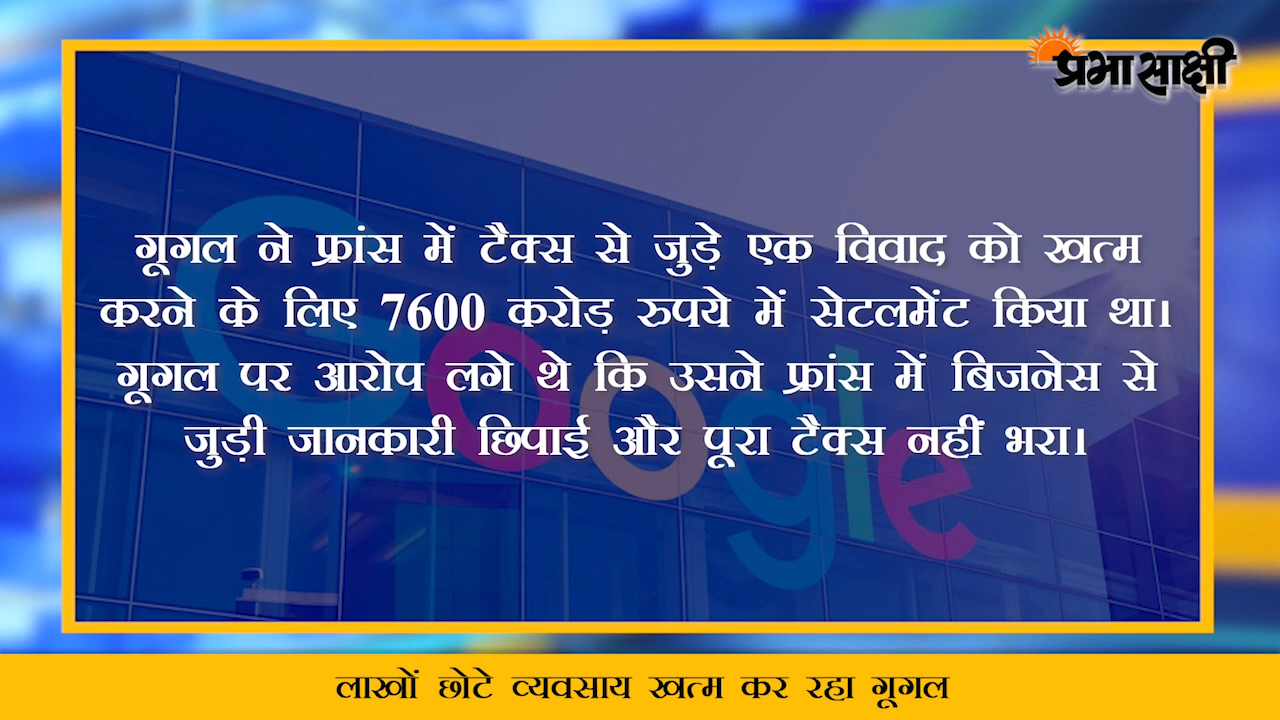 प्रभासाक्षी
गूगल ने फ्रांस में टैक्स से जुड़े एक विवाद को खत्म
करने के लिए 7600 करोड़ रुपये में सेटलमेंट किया था।
गूगल पर आरोप लगे थे कि उसने फ्रांस में बिजनेस से
जुड़ी जानकारी छिपाई और पूरा टैक्स नहीं भरा।
Google
लाखों छोटे व्यवसाय खत्म कर रहा गूगल